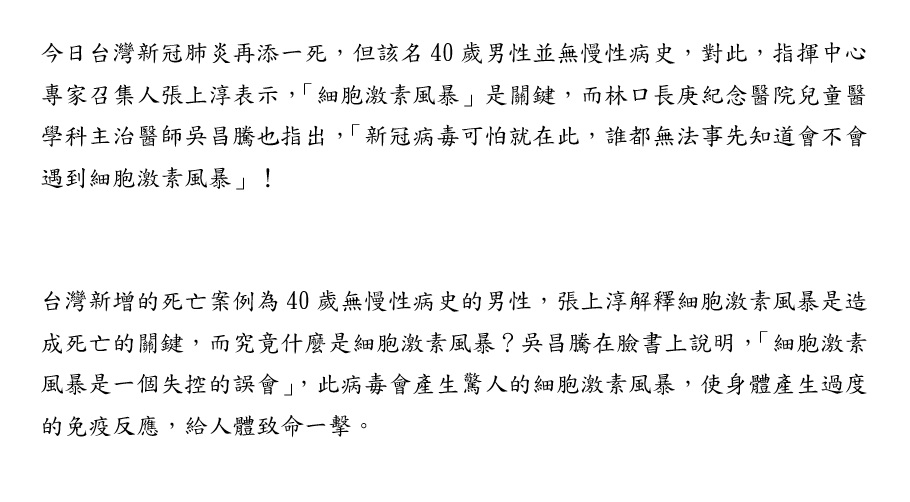 今日台灣新冠肺炎再添一死，但該名 40 歲男性並無慢性病史，對此，指揮中心
專家召集人張上淳表示，「細胞激素風暴」是關鍵，而林口長庚紀念醫院兒童醫
學科主治醫師吳昌騰也指出，「新冠病毒可怕就在此，誰都無法事先知道會不會
遇到細胞激素風暴」！
台灣新增的死亡案例為 40 歲無慢性病史的男性，張上淳解釋細胞激素風暴是造
成死亡的關鍵，而究竟什麼是細胞激素風暴？吳昌騰在臉書上說明，「細胞激素
風暴是一個失控的誤會」，此病毒會產生驚人的細胞激素風暴，使身體產生過度
的免疫反應，給人體致命一擊。